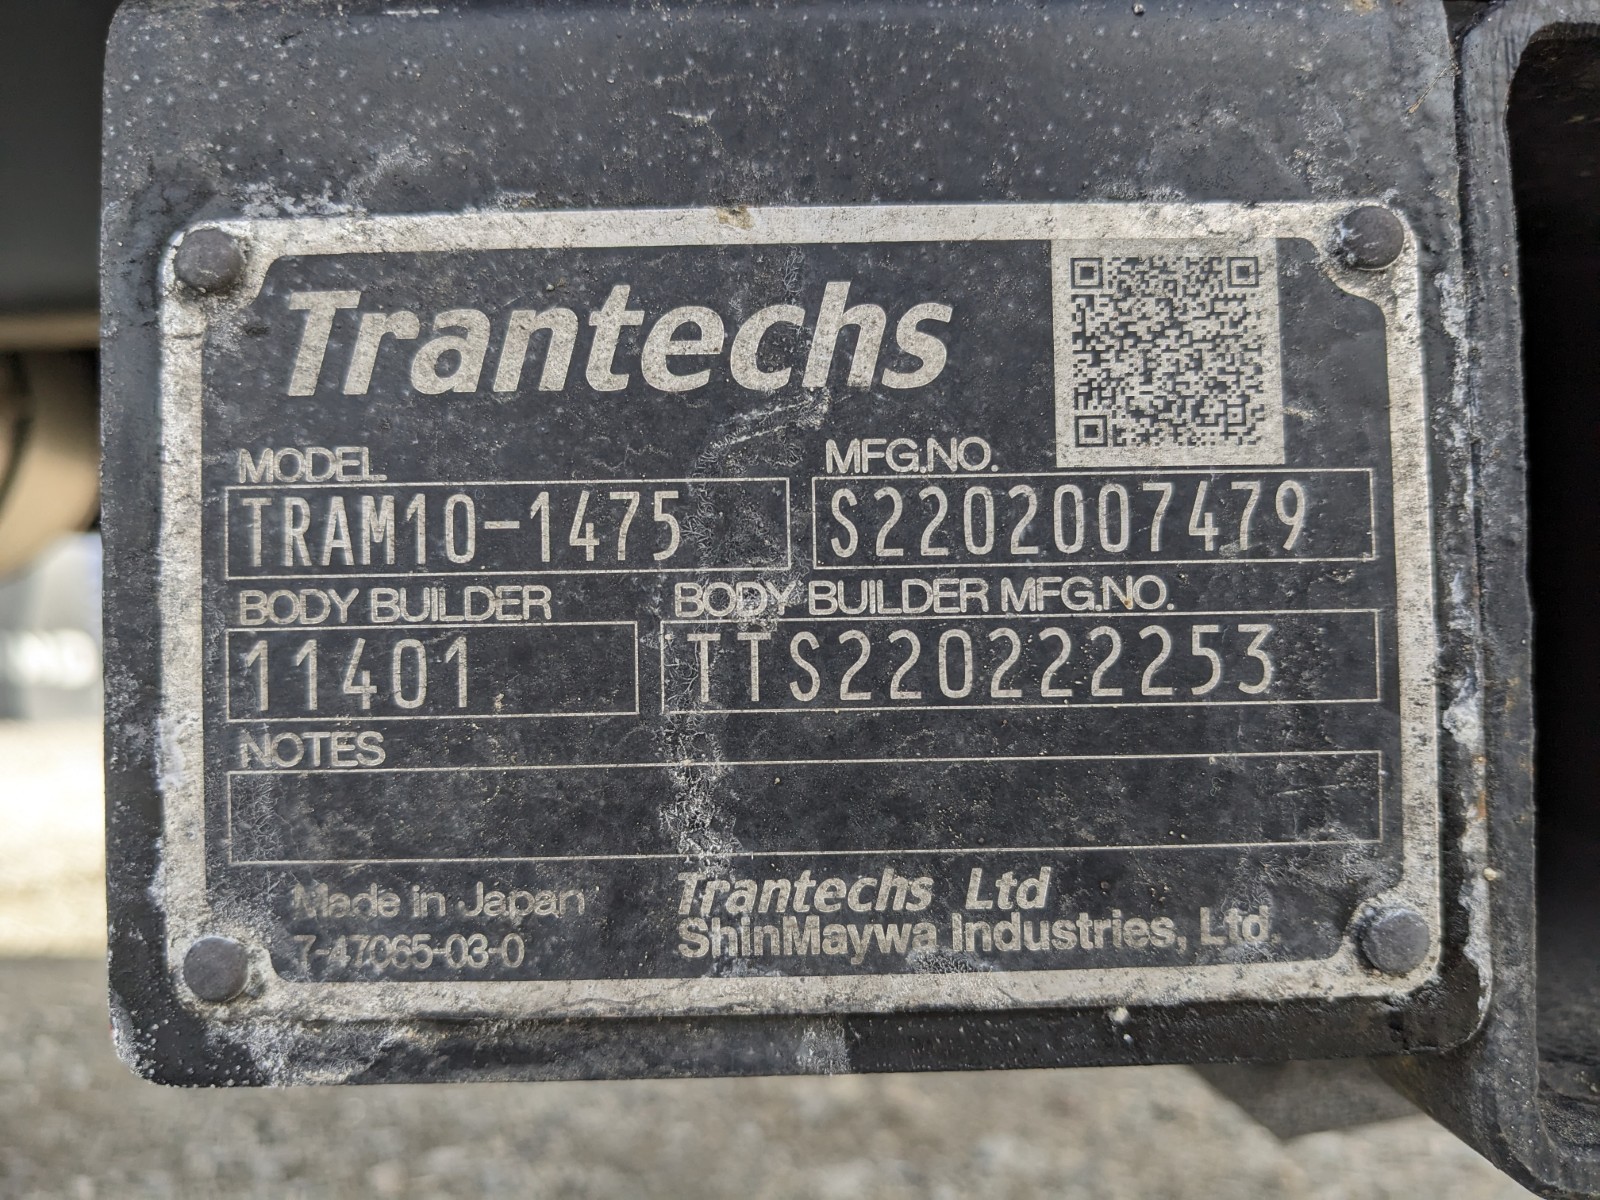 Trantechs
MODEL MFG.NO.
TRAM10-1475 S2202007479
BODY BUILDER BODY BUILDER MFG.NO.
11401 TTS220222253
NOTES
Made in Japan Trantechs Ltd
7-47065-03-0 ShinMaywa Industries, Ltd.